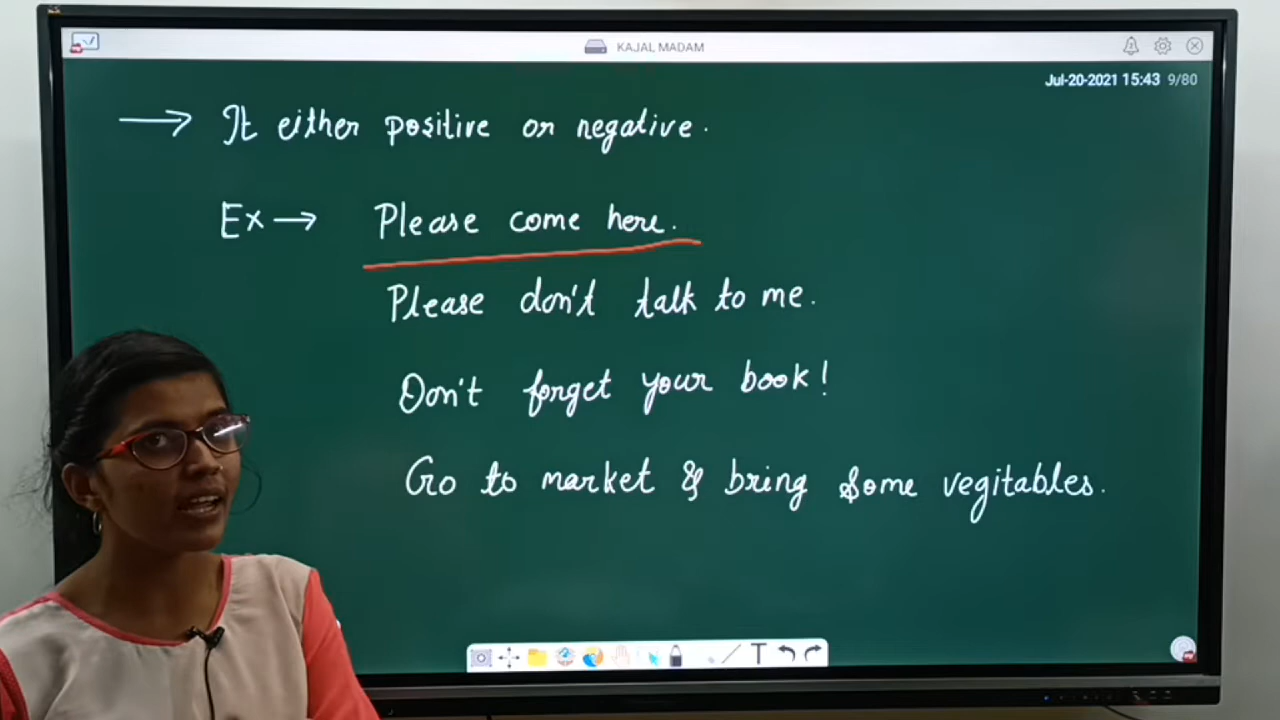 KAJAL MADAM
Jul-20-2021 15:43 9/80
→ It either positive or negative.
Ex → Please come here.
Please don't talk to me.
Don't forget your book!
Go to market & bring some vegitables.
T